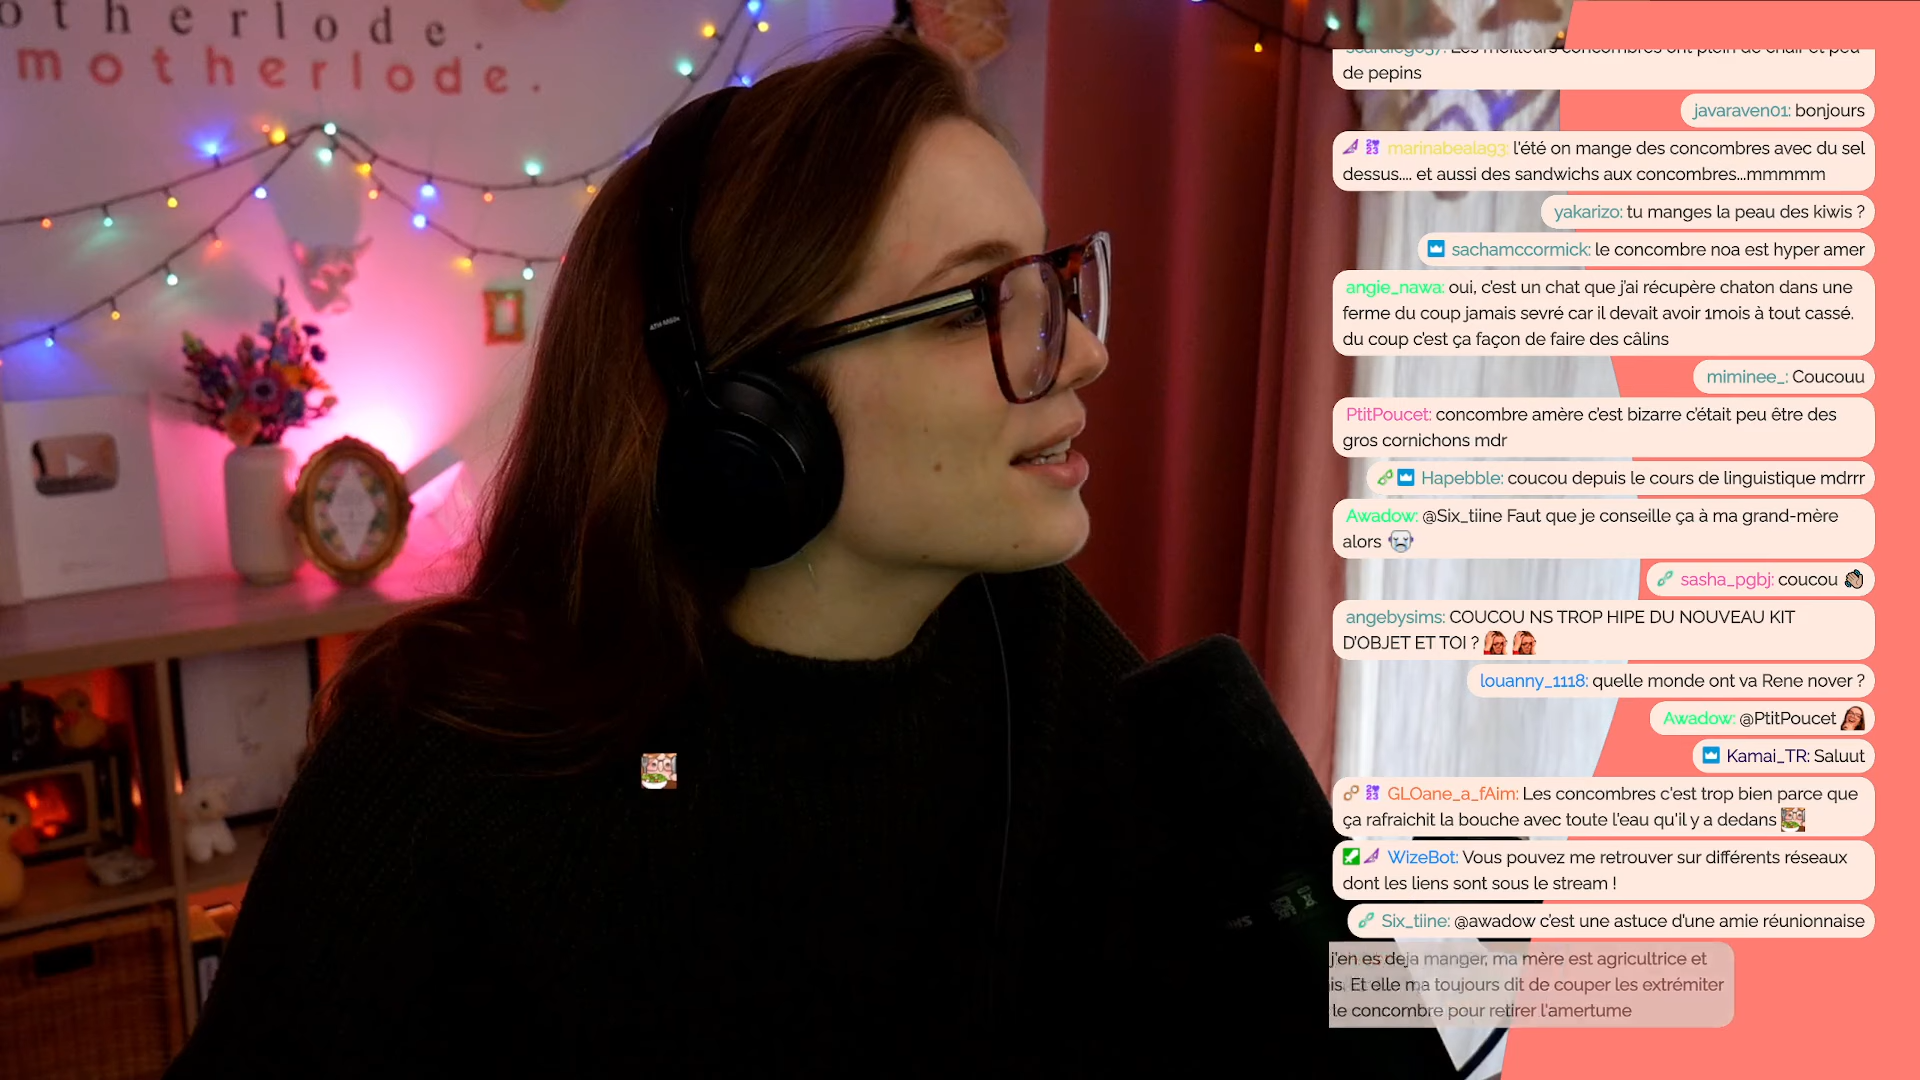 otherlode.
motherlode.
Les meilleurs concombres ont plein de chair et peu
de pepins
javaraven01: bonjours
marinabeala93: l'été on mange des concombres avec du sel
dessus.... et aussi des sandwichs aux concombres...mmmmm
yakarizo: tu manges la peau des kiwis ?
sachamccormick: le concombre noa est hyper amer
angie_nawa: oui, c'est un chat que j'ai récupère chaton dans une
ferme du coup jamais sevré car il devait avoir 1mois à tout cassé.
du coup c'est ça façon de faire des câlins
miminee_: Coucouu
PtitPoucet: concombre amère c'est bizarre c'était peu être des
gros cornichons mdr
Hapebble: coucou depuis le cours de linguistique mdrrr
Awadow: @Six_tiine Faut que je conseille ça à ma grand-mère
alors
sasha_pgbj: coucou
angebysims: COUCOU NS TROP HIPE DU NOUVEAU KIT
D'OBJET ET TOI ?
louanny_1118: quelle monde ont va Rene nover ?
Awadow: @PtitPoucet
Kamai_TR: Saluut
GLOane_a_fAim: Les concombres c'est trop bien parce que
ça rafraichit la bouche avec toute l'eau qu'il y a dedans
WizeBot: Vous pouvez me retrouver sur différents réseaux
dont les liens sont sous le stream !
Six_tiine: @awadow c'est une astuce d'une amie réunionnaise
j'en es deja manger, ma mère est agricultrice et
is. Et elle ma toujours dit de couper les extrémiter
le concombre pour retirer l'amertume